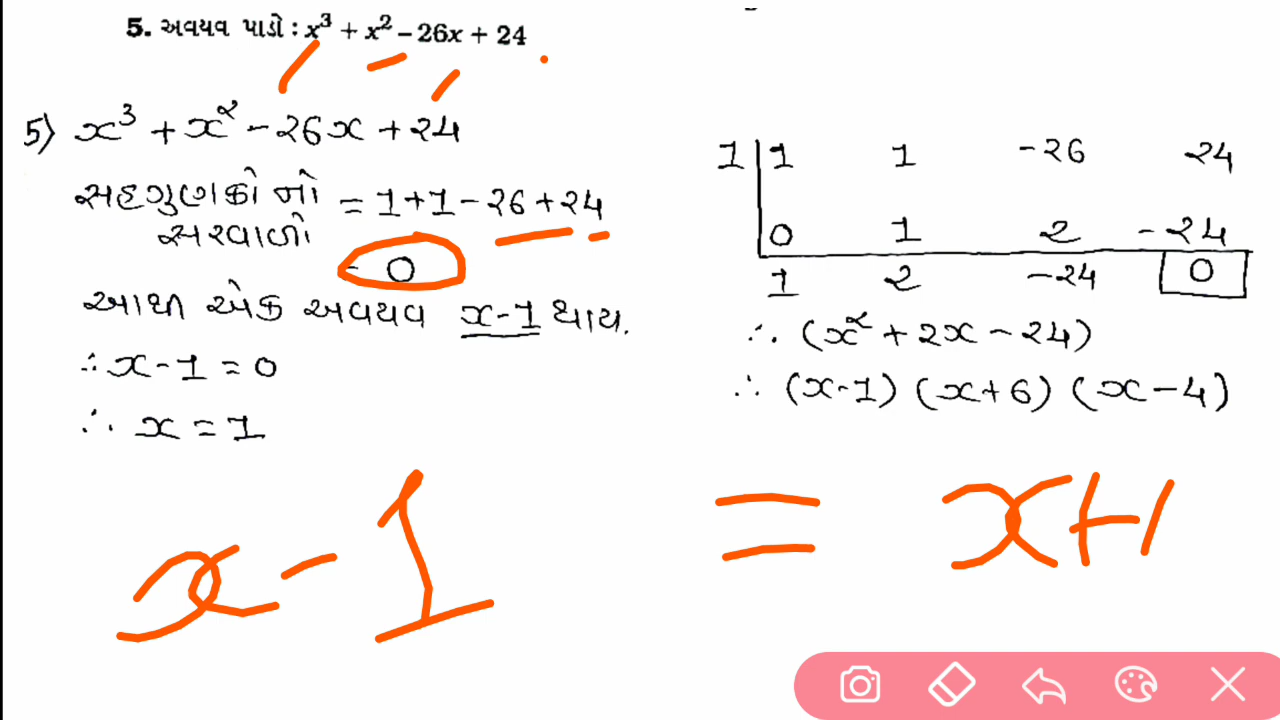 5. અવયવ પાડો : x³ + x² – 26x + 24
5) x³ + x² – 26x + 24
સહગુણકો નો = 1 + 1 – 26 + 24
સરવાળો
= 0
આથી એક અવયવ x – 1 થાય.
∴ x – 1 = 0
∴ x = 1
x – 1
1 | 1 1 –26 24
0 1 2 –24
1 2 –24 0
∴ (x² + 2x – 24)
∴ (x – 1) (x + 6) (x – 4)
= x + 1